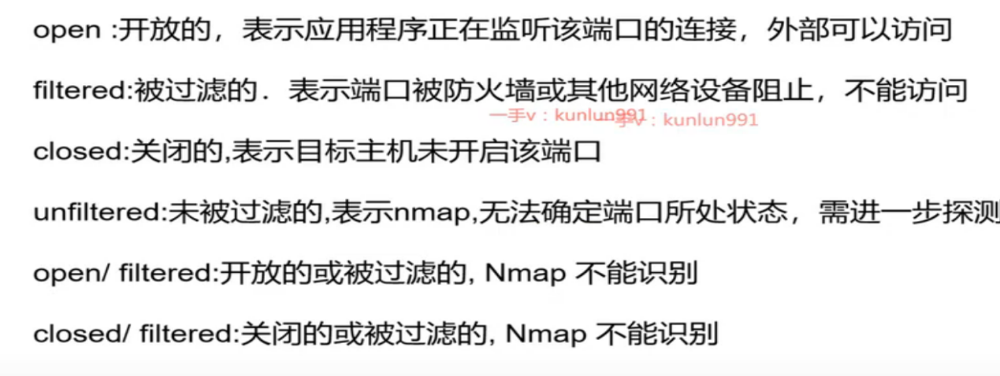 open :开放的，表示应用程序正在监听该端口的连接，外部可以访问
filtered:被过滤的．表示端口被防火墙或其他网络设备阻止，不能访问
一手v：kunlun991
一手v：kunlun991
closed:关闭的,表示目标主机未开启该端口
unfiltered:未被过滤的,表示nmap,无法确定端口所处状态，需进一步探测
open/ filtered:开放的或被过滤的, Nmap 不能识别
closed/ filtered:关闭的或被过滤的, Nmap 不能识别